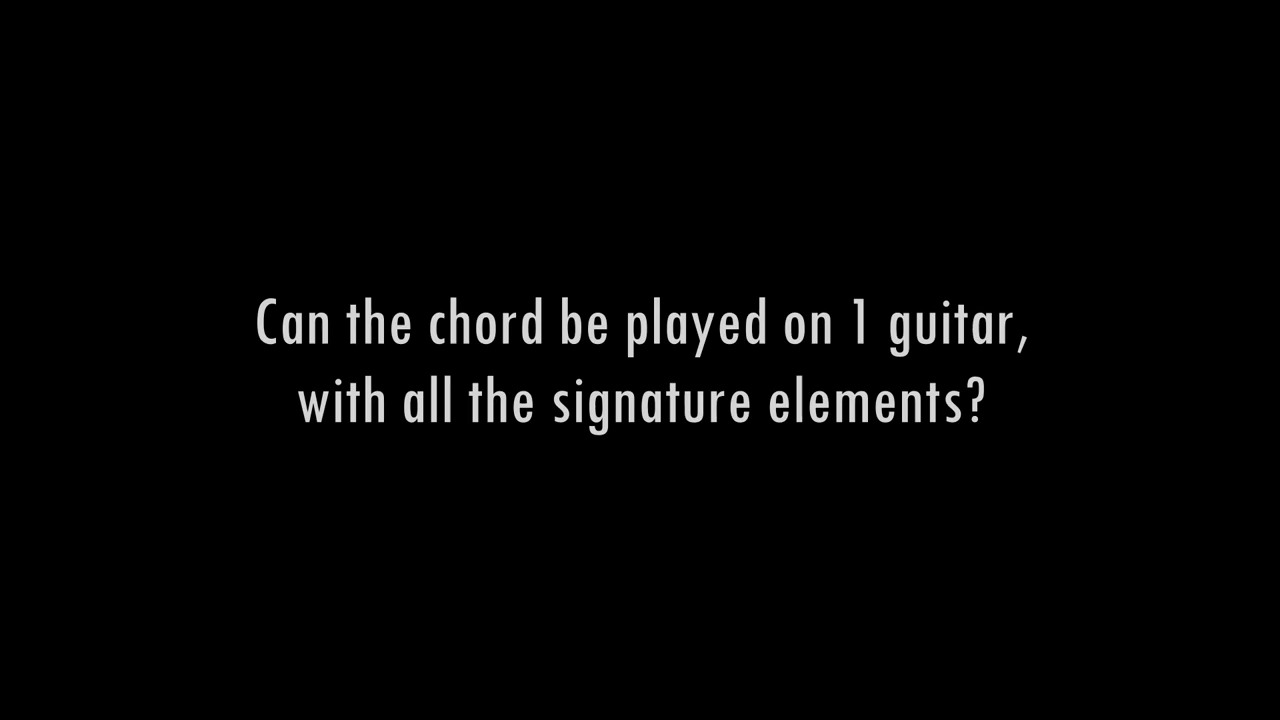 Can the chord be played on 1 guitar,
with all the signature elements?